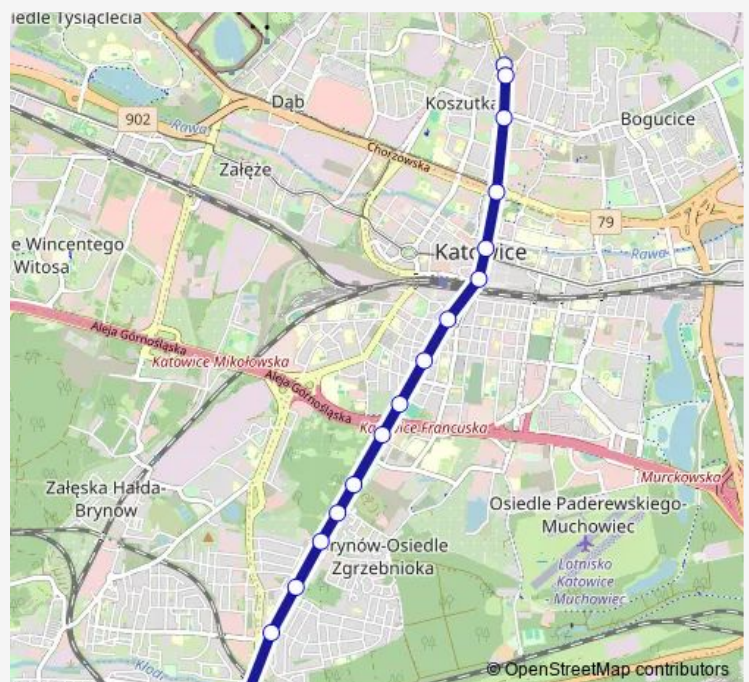 iedle Tysiąclecia
Dąb
Koszutka
902
Rawa
Bogucice
Chorzowska
Załęże
79
e Wincentego
Witosa
Katowice
Rawa
Aleja Górnośląska
Katowice Mikołowska
Aleja Górnośląska
Katowice Francuska
Murckowska
Załęska Hałda-
Brynów
Osiedle Paderewskiego-
Muchowiec
rynów-Osiedle
Zgrzebnioka
Lotnisko
Katowice
Muchowiec
Kłod
© OpenStreetMap contributors